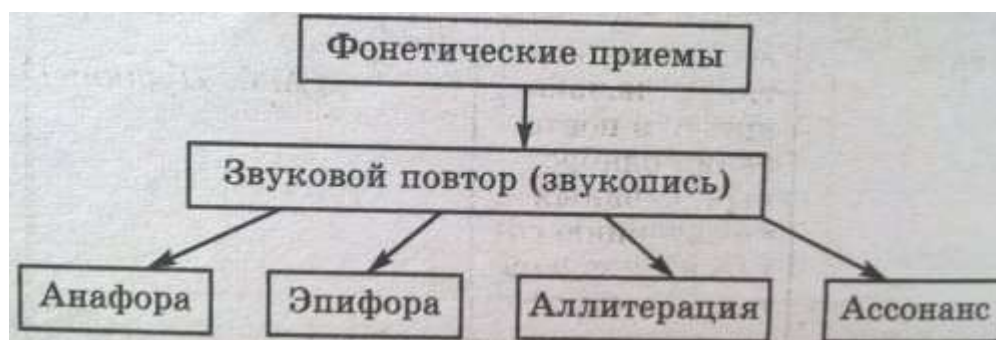 Фонетические приемы
Звуковой повтор (звукопись)
Анафора
Эпифора
Аллитерация
Ассонанс